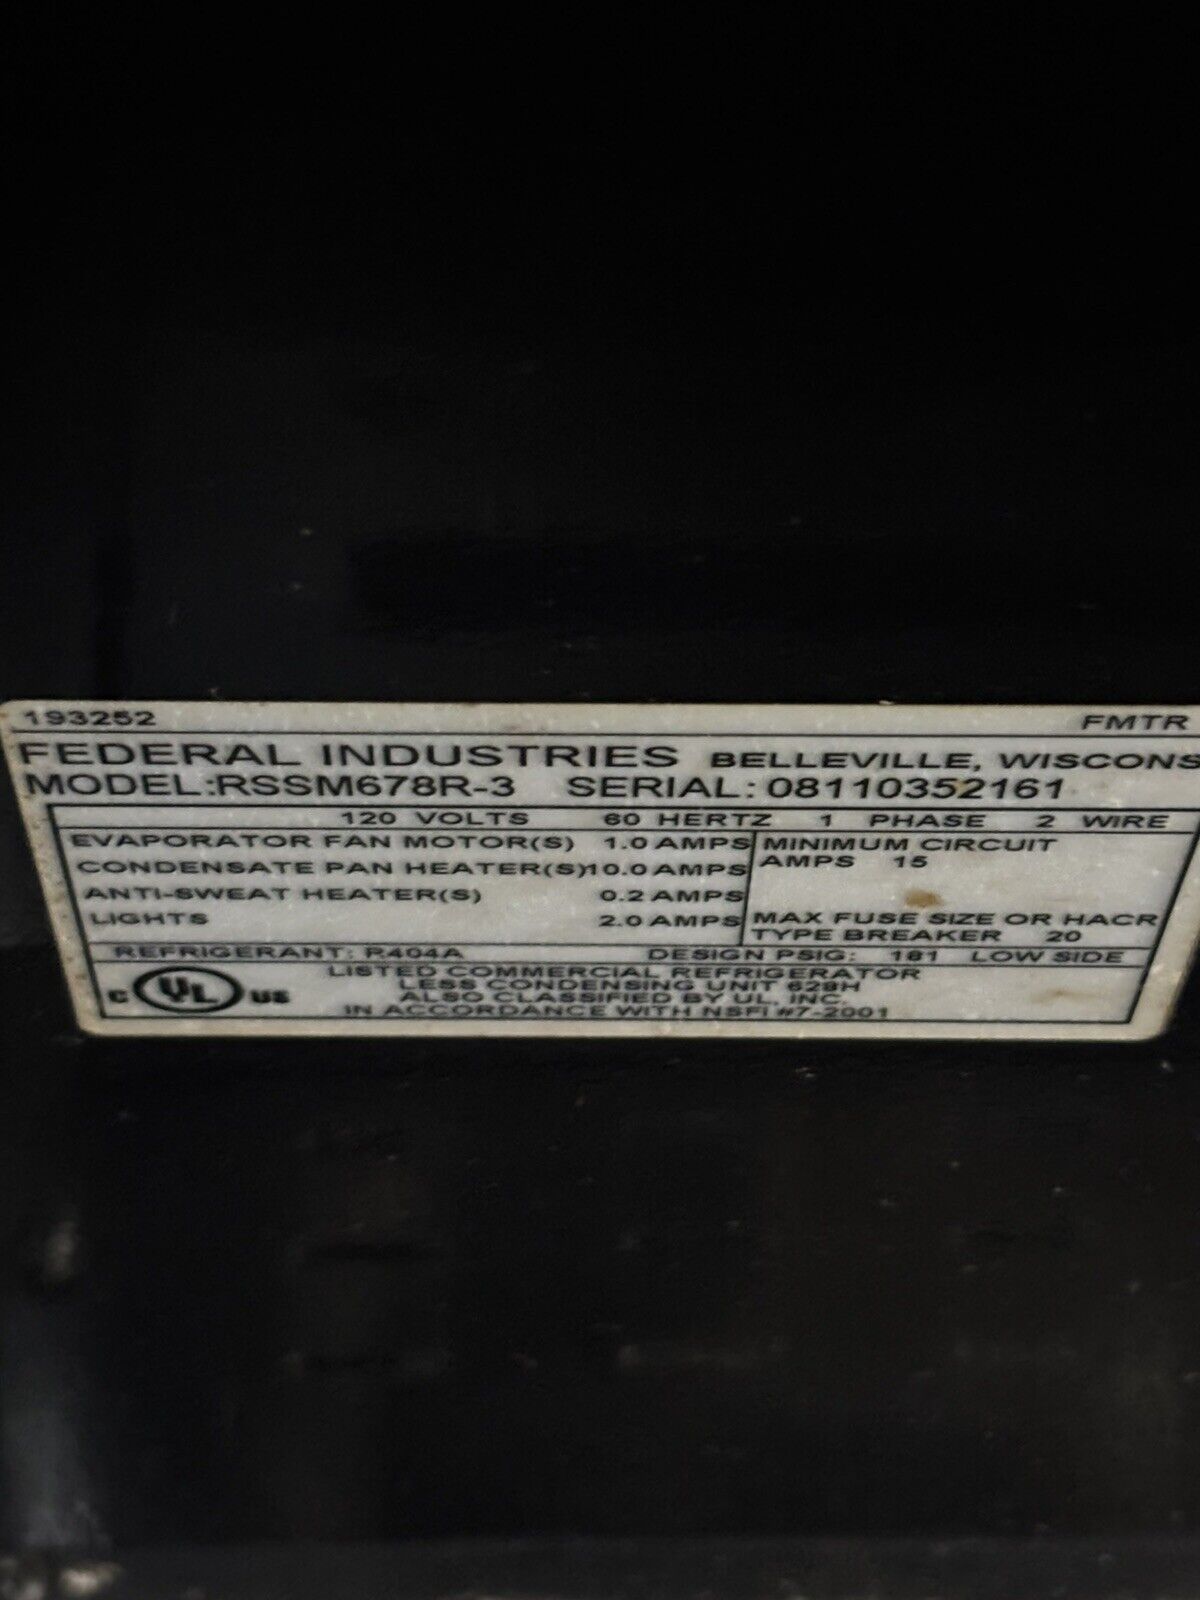 193252 FMTR
FEDERAL INDUSTRIES BELLEVILLE, WISCONS
MODEL:RSSM678R-3 SERIAL: 08110352161
120 VOLTS 60 HERTZ 1 PHASE 2 WIRE
EVAPORATOR FAN MOTOR(S) 1.0 AMPS
CONDENSATE PAN HEATER(S)10.0 AMPS
ANTI-SWEAT HEATER(S) 0.2 AMPS
LIGHTS 2.0 AMPS
MINIMUM CIRCUIT
AMPS 15
MAX FUSE SIZE OR HACR
TYPE BREAKER 20
REFRIGERANT: R404A DESIGN PSIG: 181 LOW SIDE
C UL US
LISTED COMMERCIAL REFRIGERATOR
LESS CONDENSING UNIT 628H
ALSO CLASSIFIED BY UL, INC.
IN ACCORDANCE WITH NSFI #7-2001